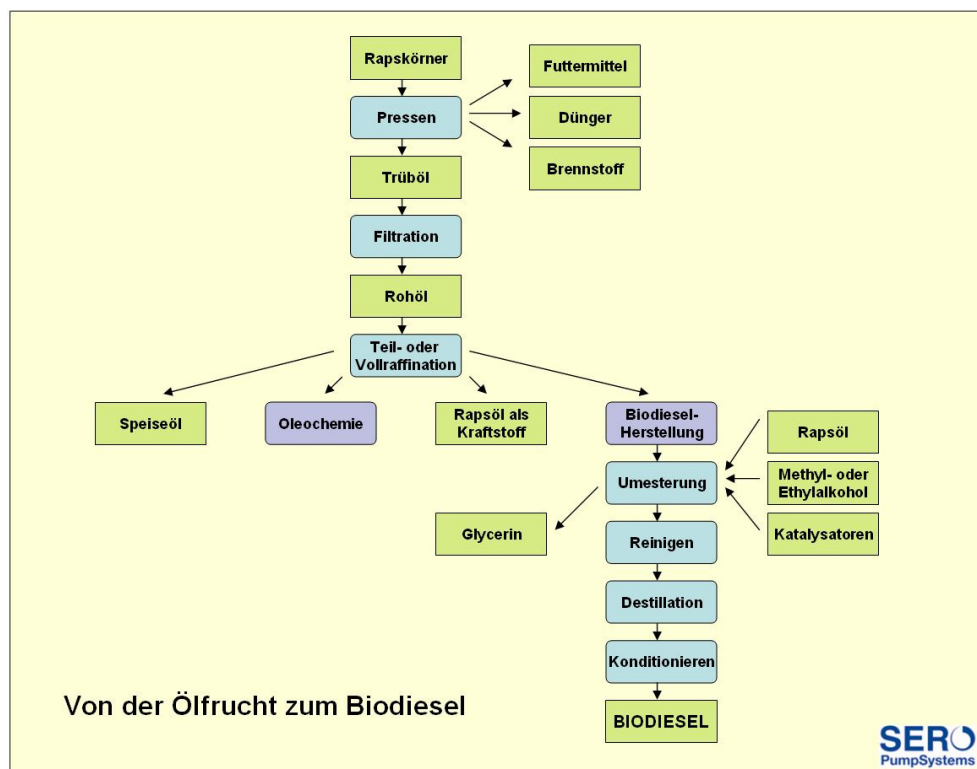 Rapskörner
Futtermittel
Pressen
Dünger
Brennstoff
Trüböl
Filtration
Rohöl
Teil- oder
Vollraffination
Speiseöl
Oleochemie
Rapsöl als
Kraftstoff
Biodiesel-
Herstellung
Rapsöl
Umesterung
Methyl- oder
Ethylalkohol
Glycerin
Reinigen
Katalysatoren
Destillation
Konditionieren
BIODIESEL
Von der Ölfrucht zum Biodiesel
SERO
PumpSystems